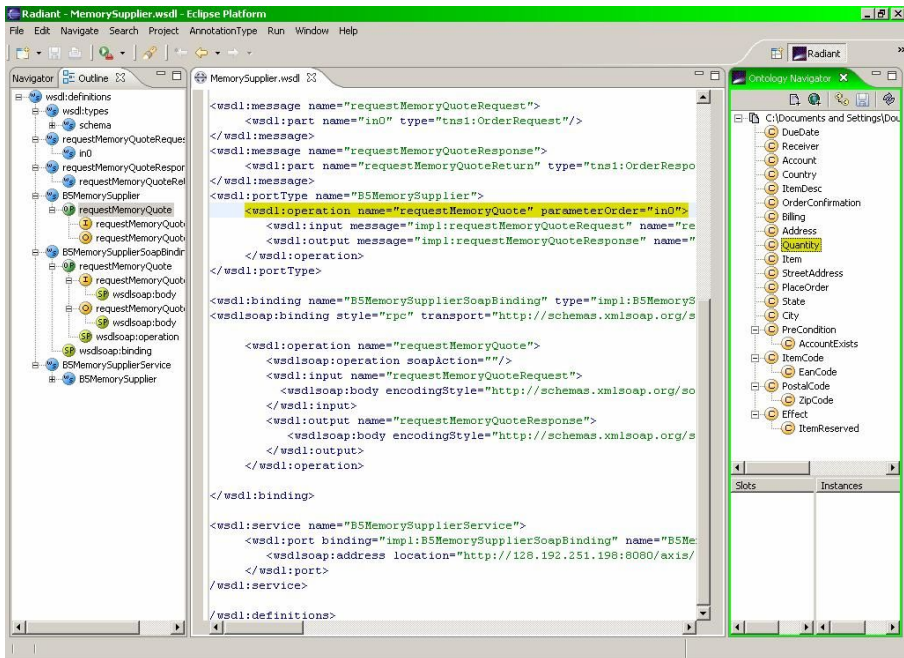 Radiant - MemorySupplier.wsdl - Eclipse Platform
File Edit Navigate Search Project AnnotationType Run Window Help
Radiant
»
Navigator Outline
wsdl:definitions
wsdl:types
schema
requestMemoryQuoteReques
in0
requestMemoryQuoteRespor
requestMemoryQuoteRet
B5MemorySupplier
requestMemoryQuote
requestMemoryQuot
requestMemoryQuot
B5MemorySupplierSoapBindin
requestMemoryQuote
requestMemoryQuot
wsdlsoap:body
requestMemoryQuot
wsdlsoap:body
wsdlsoap:operation
wsdlsoap:binding
B5MemorySupplierService
B5MemorySupplier
MemorySupplier.wsdl
<wsdl:message name="requestMemoryQuoteRequest">
<wsdl:part name="in0" type="tns1:OrderRequest"/>
</wsdl:message>
<wsdl:message name="requestMemoryQuoteResponse">
<wsdl:part name="requestMemoryQuoteReturn" type="tns1:OrderRespo
</wsdl:message>
<wsdl:portType name="B5MemorySupplier">
<wsdl:operation name="requestMemoryQuote" parameterOrder="in0">
<wsdl:input message="impl:requestMemoryQuoteRequest" name="re
<wsdl:output message="impl:requestMemoryQuoteResponse" name="
</wsdl:operation>
</wsdl:portType>
<wsdl:binding name="B5MemorySupplierSoapBinding" type="impl:B5MemoryS
<wsdlsoap:binding style="rpc" transport="http://schemas.xmlsoap.org/s
<wsdl:operation name="requestMemoryQuote">
<wsdlsoap:operation soapAction=""/>
<wsdl:input name="requestMemoryQuoteRequest">
<wsdlsoap:body encodingStyle="http://schemas.xmlsoap.org/so
</wsdl:input>
<wsdl:output name="requestMemoryQuoteResponse">
<wsdlsoap:body encodingStyle="http://schemas.xmlsoap.org/s
</wsdl:output>
</wsdl:operation>
</wsdl:binding>
<wsdl:service name="B5MemorySupplierService">
<wsdl:port binding="impl:B5MemorySupplierSoapBinding" name="B5Me
<wsdlsoap:address location="http://128.192.251.198:8080/axis/
</wsdl:port>
/wsdl:service>
/wsdl:definitions>
Ontology Navigator
C:\Documents and Settings\Dou
DueDate
Receiver
Account
Country
ItemDesc
OrderConfirmation
Billing
Address
Quantity
Item
StreetAddress
PlaceOrder
State
City
PreCondition
AccountExists
ItemCode
EanCode
PostalCode
ZipCode
Effect
ItemReserved
Slots Instances